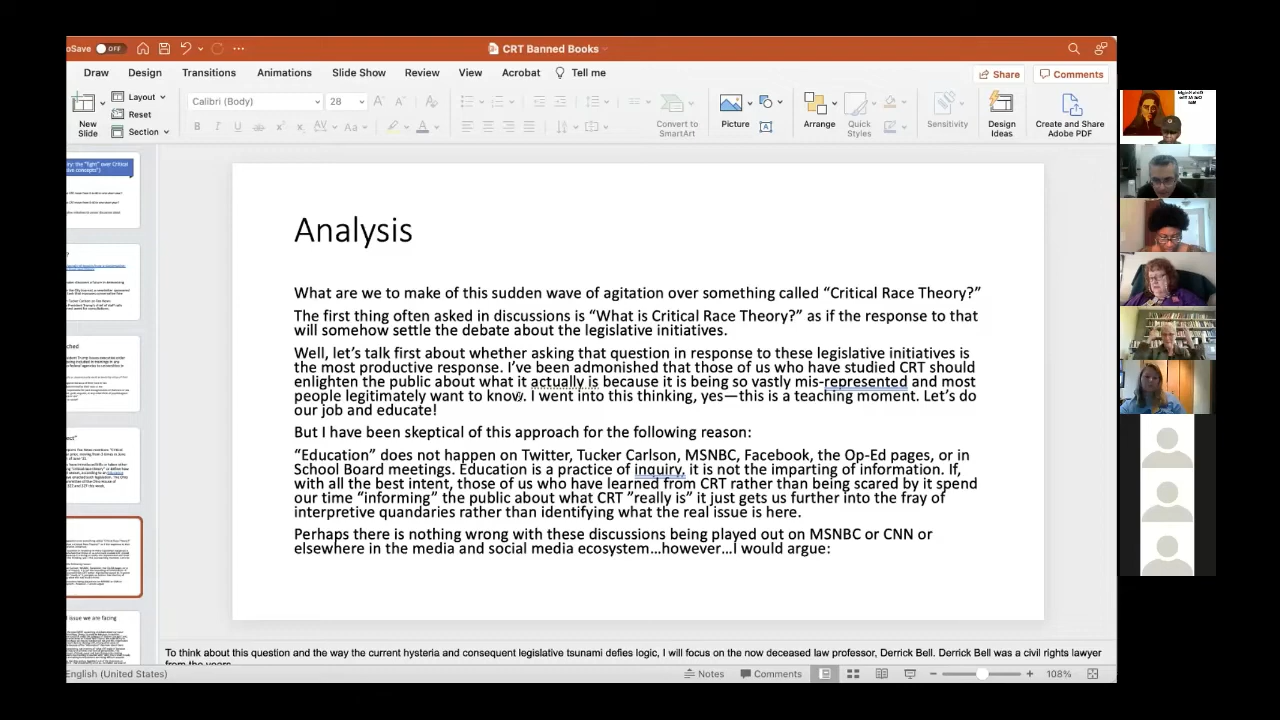 oSave OFF
CRT Banned Books
Draw Design Transitions Animations Slide Show Review View Acrobat Tell me
Share Comments
New Slide
Layout
Reset
Section
Calibri (Body) 28
Convert to SmartArt
Picture
Arrange
Quick Styles
Sensitivity
Design Ideas
Create and Share Adobe PDF
Analysis
What are we to make of this sudden wave of agitation over something called “Critical Race Theory?”
The first thing often asked in discussions is “What is Critical Race Theory?” as if the response to that
will somehow settle the debate about the legislative initiatives.
Well, let’s talk first about whether asking that question in response to these legislative initiatives is
the most productive response. I’ve been admonished that those of us who have studied CRT should
enlighten the public about what it actually is because it is being so vastly
and most
people legitimately want to know. I went into this thinking, yes—this is a teaching moment. Let’s do
our job and educate!
But I have been skeptical of this approach for the following reason:
“Education” does not happen on Twitter, Tucker Carlson, MSNBC, Facebook, the Op-Ed pages, or in
School Board meetings. Education is a practice of inquiry, it is not the sharing of information. If,
with all the best intent, those of us who have learned from CRT rather than being scared by it spend
our time “informing” the public about what CRT ”really is” it just gets us further into the fray of
interpretive quandaries rather than identifying what the real issue is here.
Perhaps there is nothing wrong with these discussions being played out on MSNBC or CNN or
elsewhere in the media and social media ecosystem…however…I would argue:
To think about this question and the way the current hysteria and consequent legislative tsunami defies logic, I will focus on the now deceased law professor, Derrick Bell. Derrick Bell was a civil rights lawyer
from the years
English (United States)
Notes Comments
108%